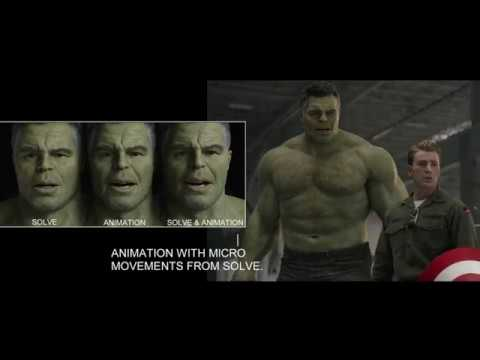 SOLVE
ANIMATION
SOLVE & ANIMATION
ANIMATION WITH MICRO
MOVEMENTS FROM SOLVE.